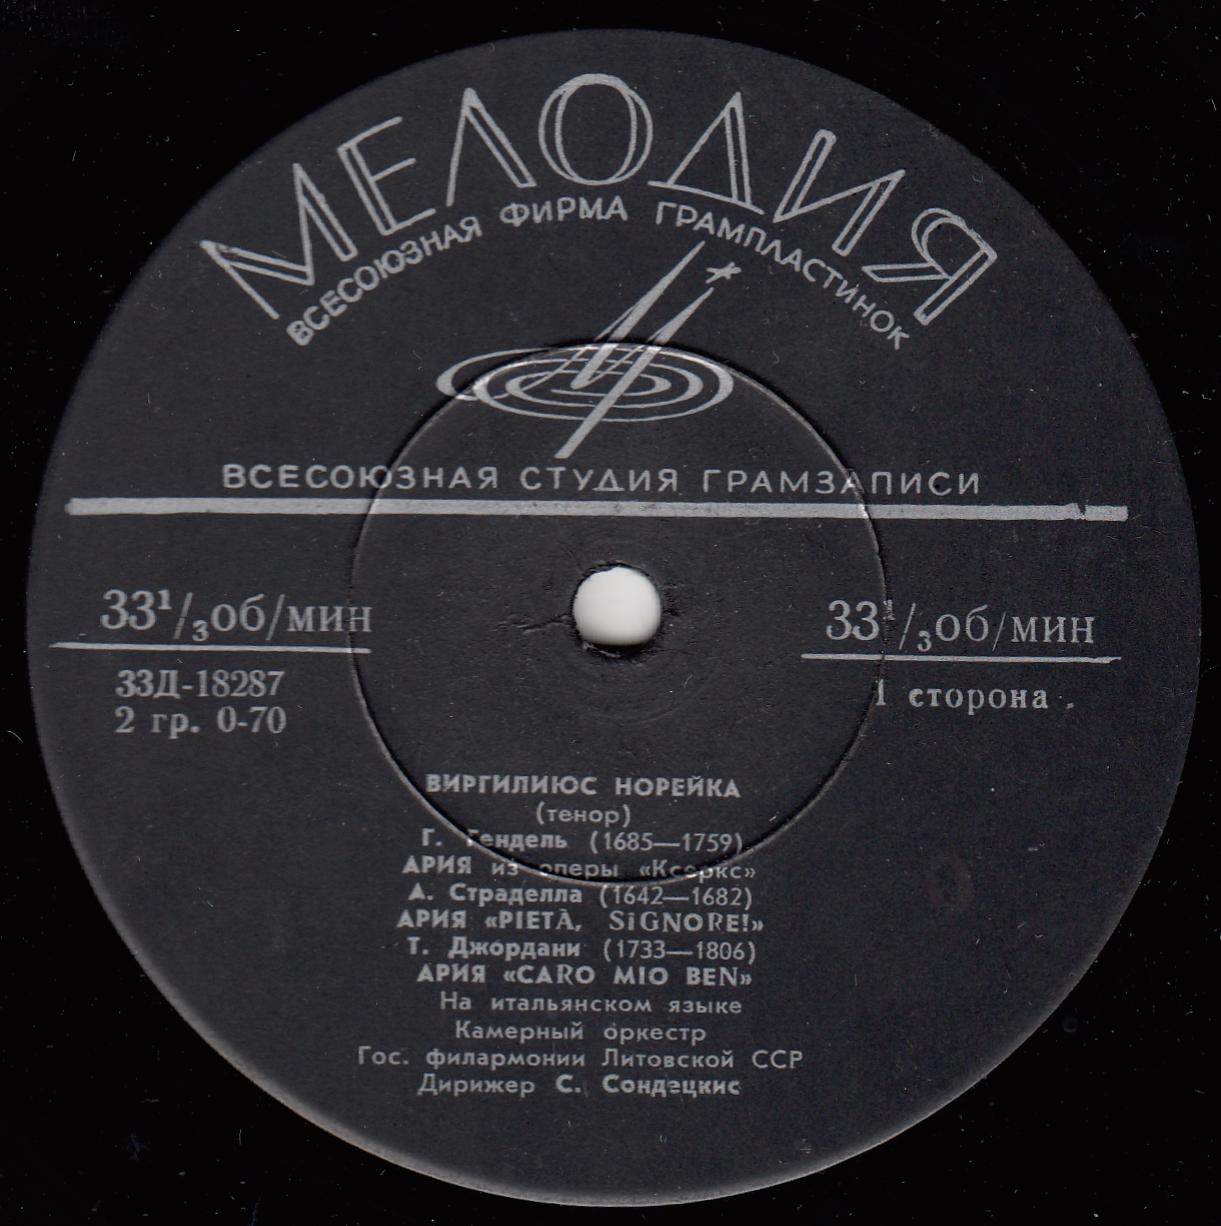 МЕЛОДИЯ
ВСЕСОЮЗНАЯ ФИРМА ГРАМПЛАСТИНОК
ВСЕСОЮЗНАЯ СТУДИЯ ГРАМЗАПИСИ
33¹/₃об/мин
33¹/₃об/мин
33Д-18287
2 гр. 0-70
1 сторона
ВИРГИЛИЮС НОРЕЙКА
(тенор)
Г. Гендель (1685—1759)
АРИЯ из оперы «Ксеркс»
А. Страделла (1642—1682)
АРИЯ «PIETÀ, SiGNORE!»
Т. Джордани (1733—1806)
АРИЯ «CARO MIO BEN»
На итальянском языке
Камерный оркестр
Гос. филармонии Литовской ССР
Дирижер С. Сондецкис